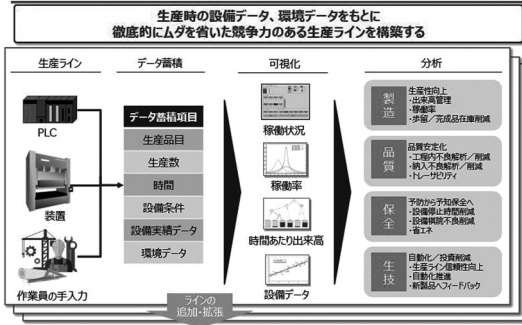 生産時の設備データ、環境データをもとに
徹底的にムダを省いた競争力のある生産ラインを構築する
生産ライン
データ蓄積
可視化
分析
PLC
装置
作業員の手入力
データ蓄積項目
生産品目
生産数
時間
設備条件
設備実績データ
環境データ
稼働状況
稼働率
時間あたり出来高
設備データ
製造
生産性向上
・出来高管理
・稼働率
・歩留／完成品在庫削減
品質
品質安定化
・工程内不良解析／削減
・納入不良解析／削減
・トレーサビリティ
保全
予防から予知保全へ
・設備停止時間削減
・設備棋院不良削減
・省エネ
生技
自動化／投資削減
・生産ライン信頼性向上
・自動化推進
・新製品へフィードバック
ラインの
追加・拡張